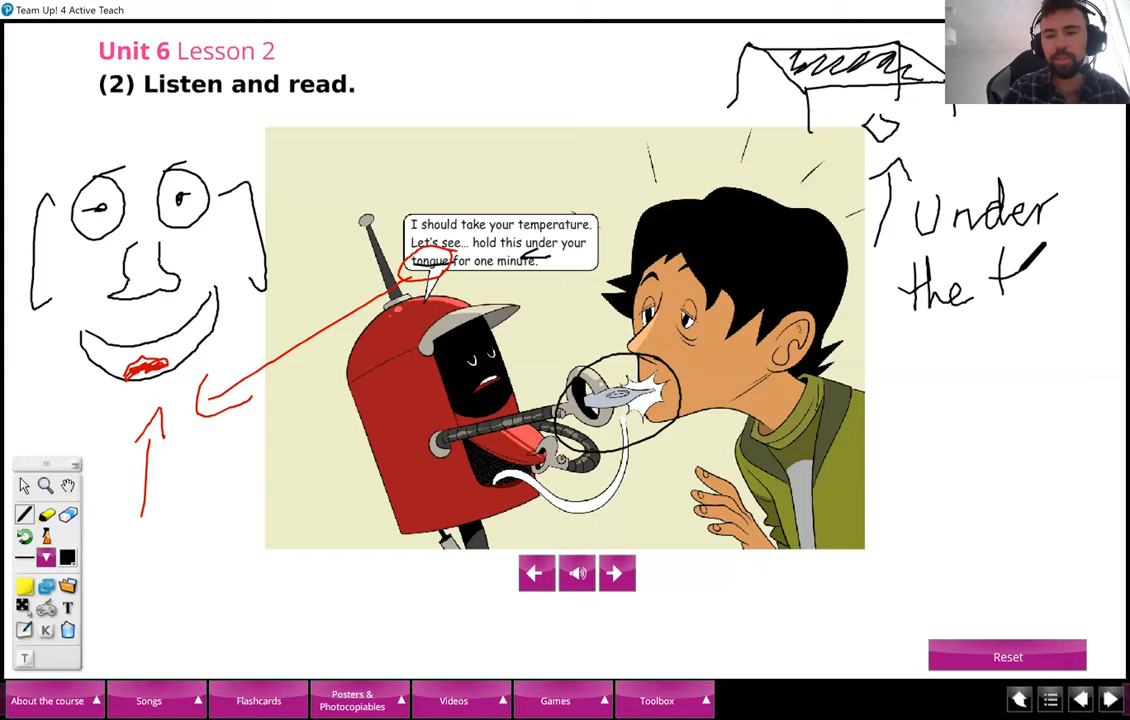 Team Up! 4 Active Teach
Unit 6 Lesson 2
(2) Listen and read.
I should take your temperature.
Let's see... hold this under your
tongue for one minute.
Under
the t
Reset
About the course
Songs
Flashcards
Posters &
Photocopiables
Videos
Games
Toolbox
T
K
T